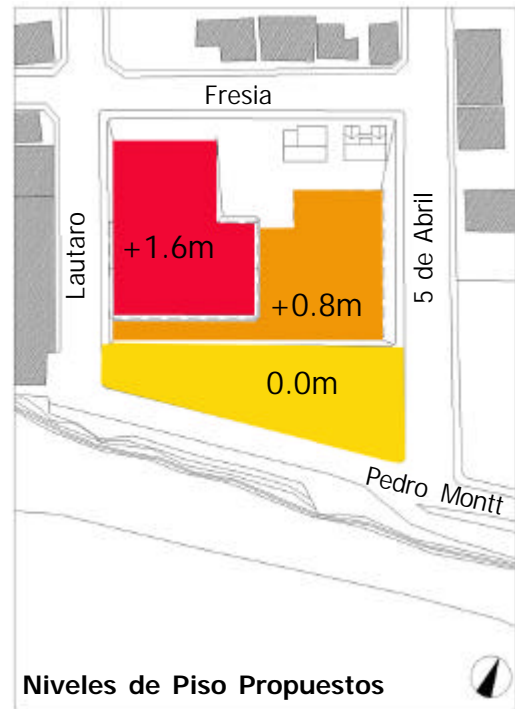 Fresia
Lautaro
5 de Abril
+1.6m
+0.8m
0.0m
Pedro Montt
Niveles de Piso Propuestos